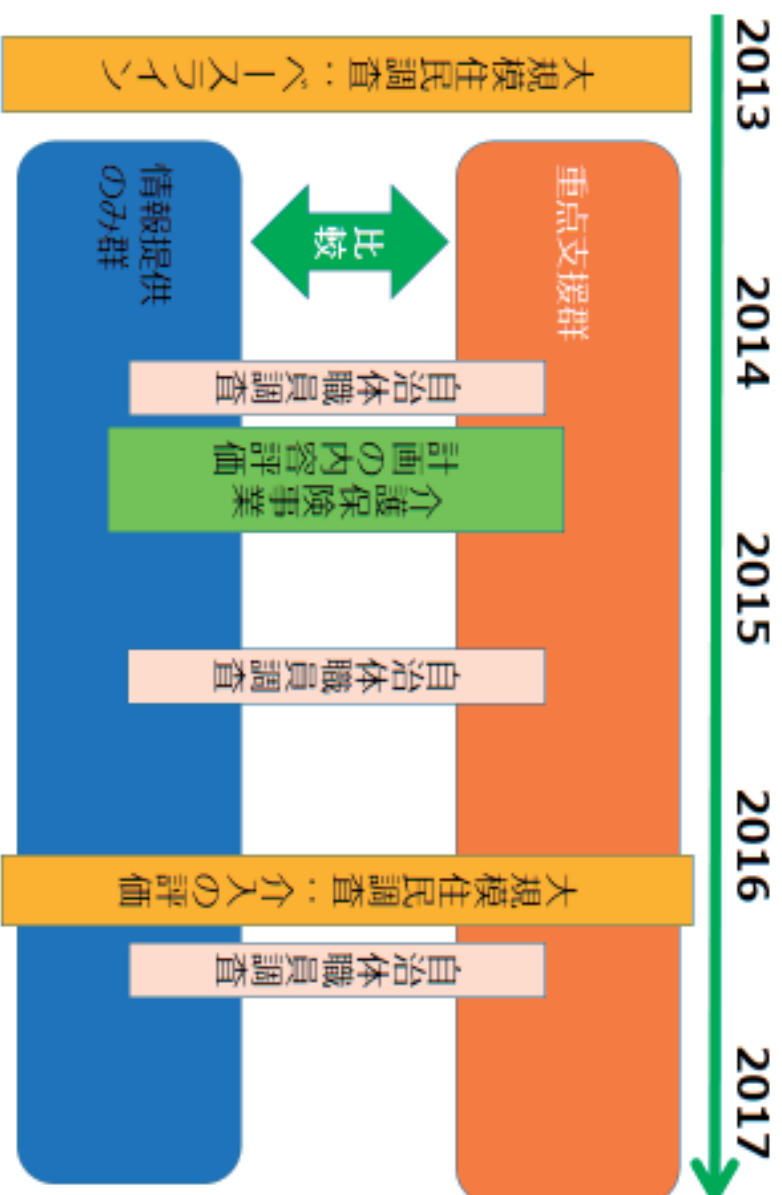 2013
2014
2015
2016
2017
大規模住民調査：ベースライン
重点支援群
比較
情報提供
のみ群
自治体職員調査
介護保険事業
計画の内容評価
自治体職員調査
大規模住民調査：介入の評価
自治体職員調査